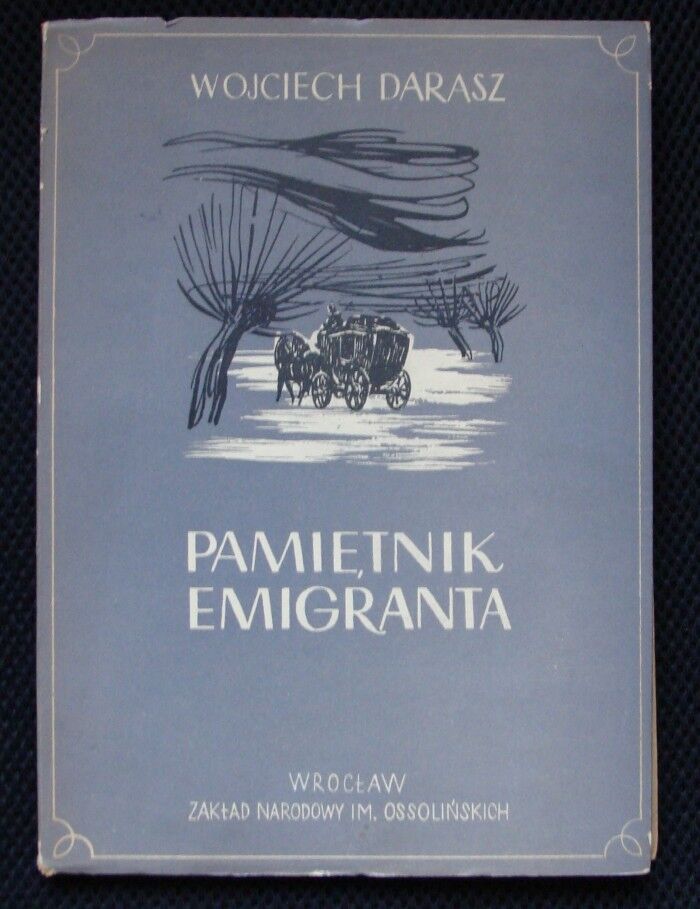 WOJCIECH DARASZ
PAMIĘTNIK
EMIGRANTA
WROCŁAW
ZAKŁAD NARODOWY IM. OSSOLIŃSKICH